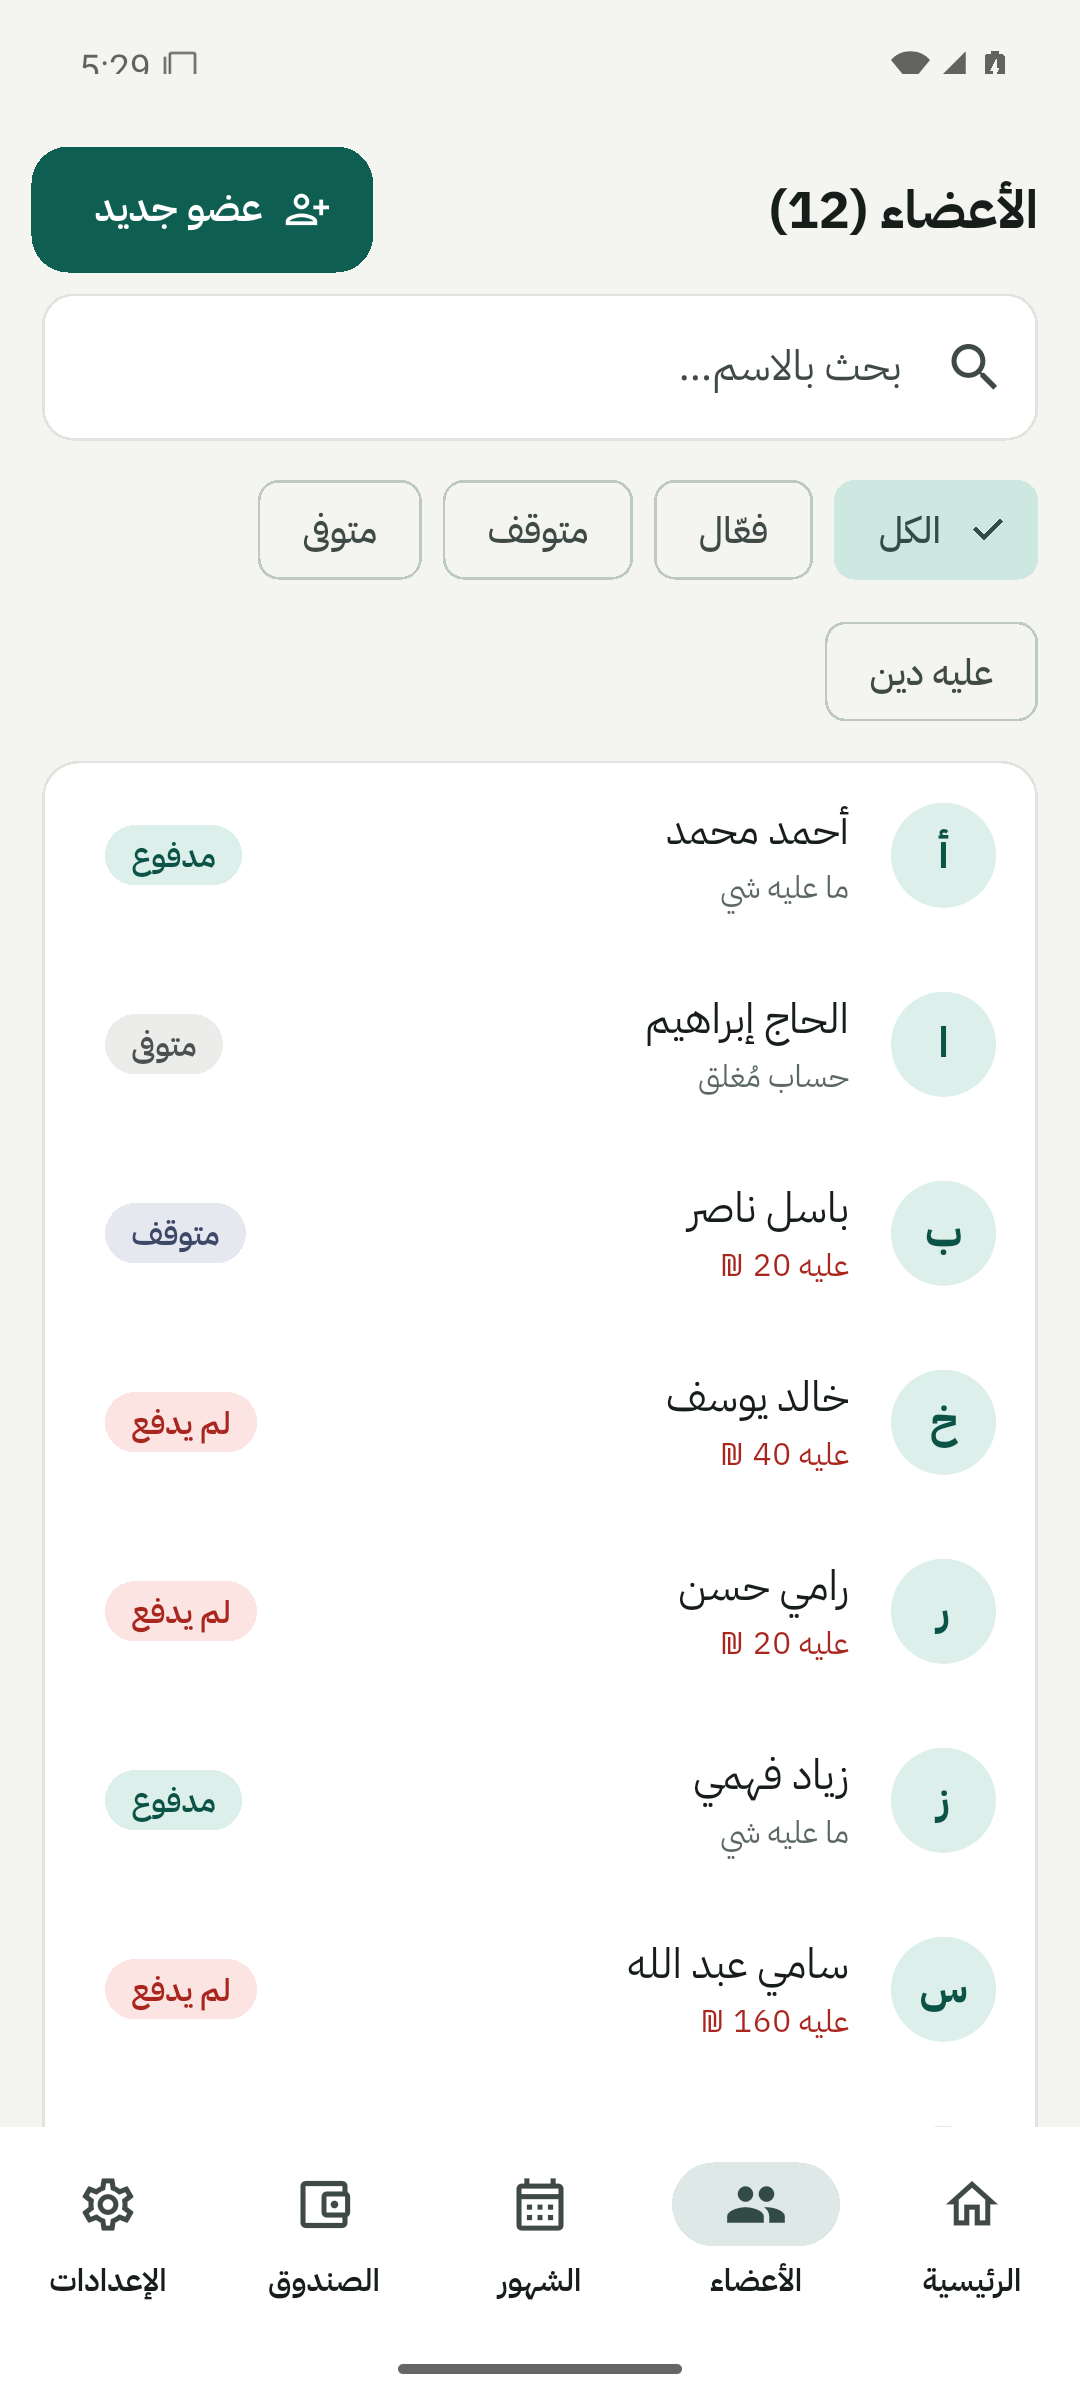 5:29
الأعضاء (12)
عضو جديد
بحث بالاسم...
الكل
فعّال
متوقف
متوفى
عليه دين
أ
أحمد محمد
مدفوع
ما عليه شي
ا
الحاج إبراهيم
متوفى
حساب مُغلق
ب
باسل ناصر
متوقف
عليه 20 ₪
خ
خالد يوسف
لم يدفع
عليه 40 ₪
ر
رامي حسن
لم يدفع
عليه 20 ₪
ز
زياد فهمي
مدفوع
ما عليه شي
س
سامي عبد الله
لم يدفع
عليه 160 ₪
الرئيسية
الأعضاء
الشهور
الصندوق
الإعدادات